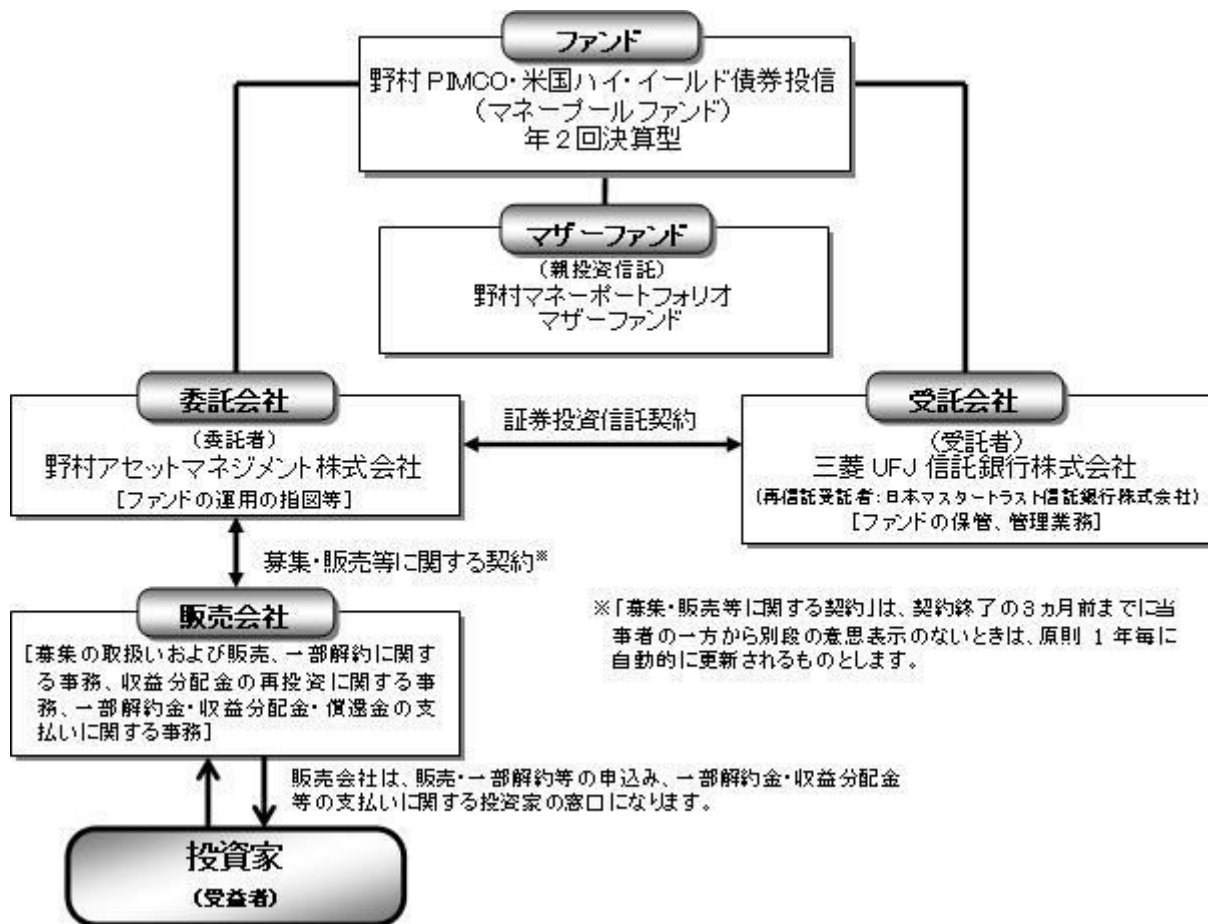 ファンド
野村PIMCO・米国ハイ・イールド債券投信
(マネープールファンド)
年2回決算型
マザーファンド
(親投資信託)
野村マネーポートフォリオ
マザーファンド
委託会社
(委託者)
野村アセットマネジメント株式会社
[ファンドの運用の指図等]
証券投資信託契約
受託会社
(受託者)
三菱UFJ信託銀行株式会社
(再信託受託者:日本マスタートラスト信託銀行株式会社)
[ファンドの保管、管理業務]
募集・販売等に関する契約※
販売会社
[募集の取扱いおよび販売、一部解約に関す
る事務、収益分配金の再投資に関する事
務、一部解約金・収益分配金・償還金の支
払いに関する事務]
※「募集・販売等に関する契約」は、契約終了の3ヵ月前までに当
事者の一方から別段の意思表示のないときは、原則1年毎に
自動的に更新されるものとします。
販売会社は、販売・一部解約等の申込み、一部解約金・収益分配金
等の支払いに関する投資家の窓口になります。
投資家
(受益者)